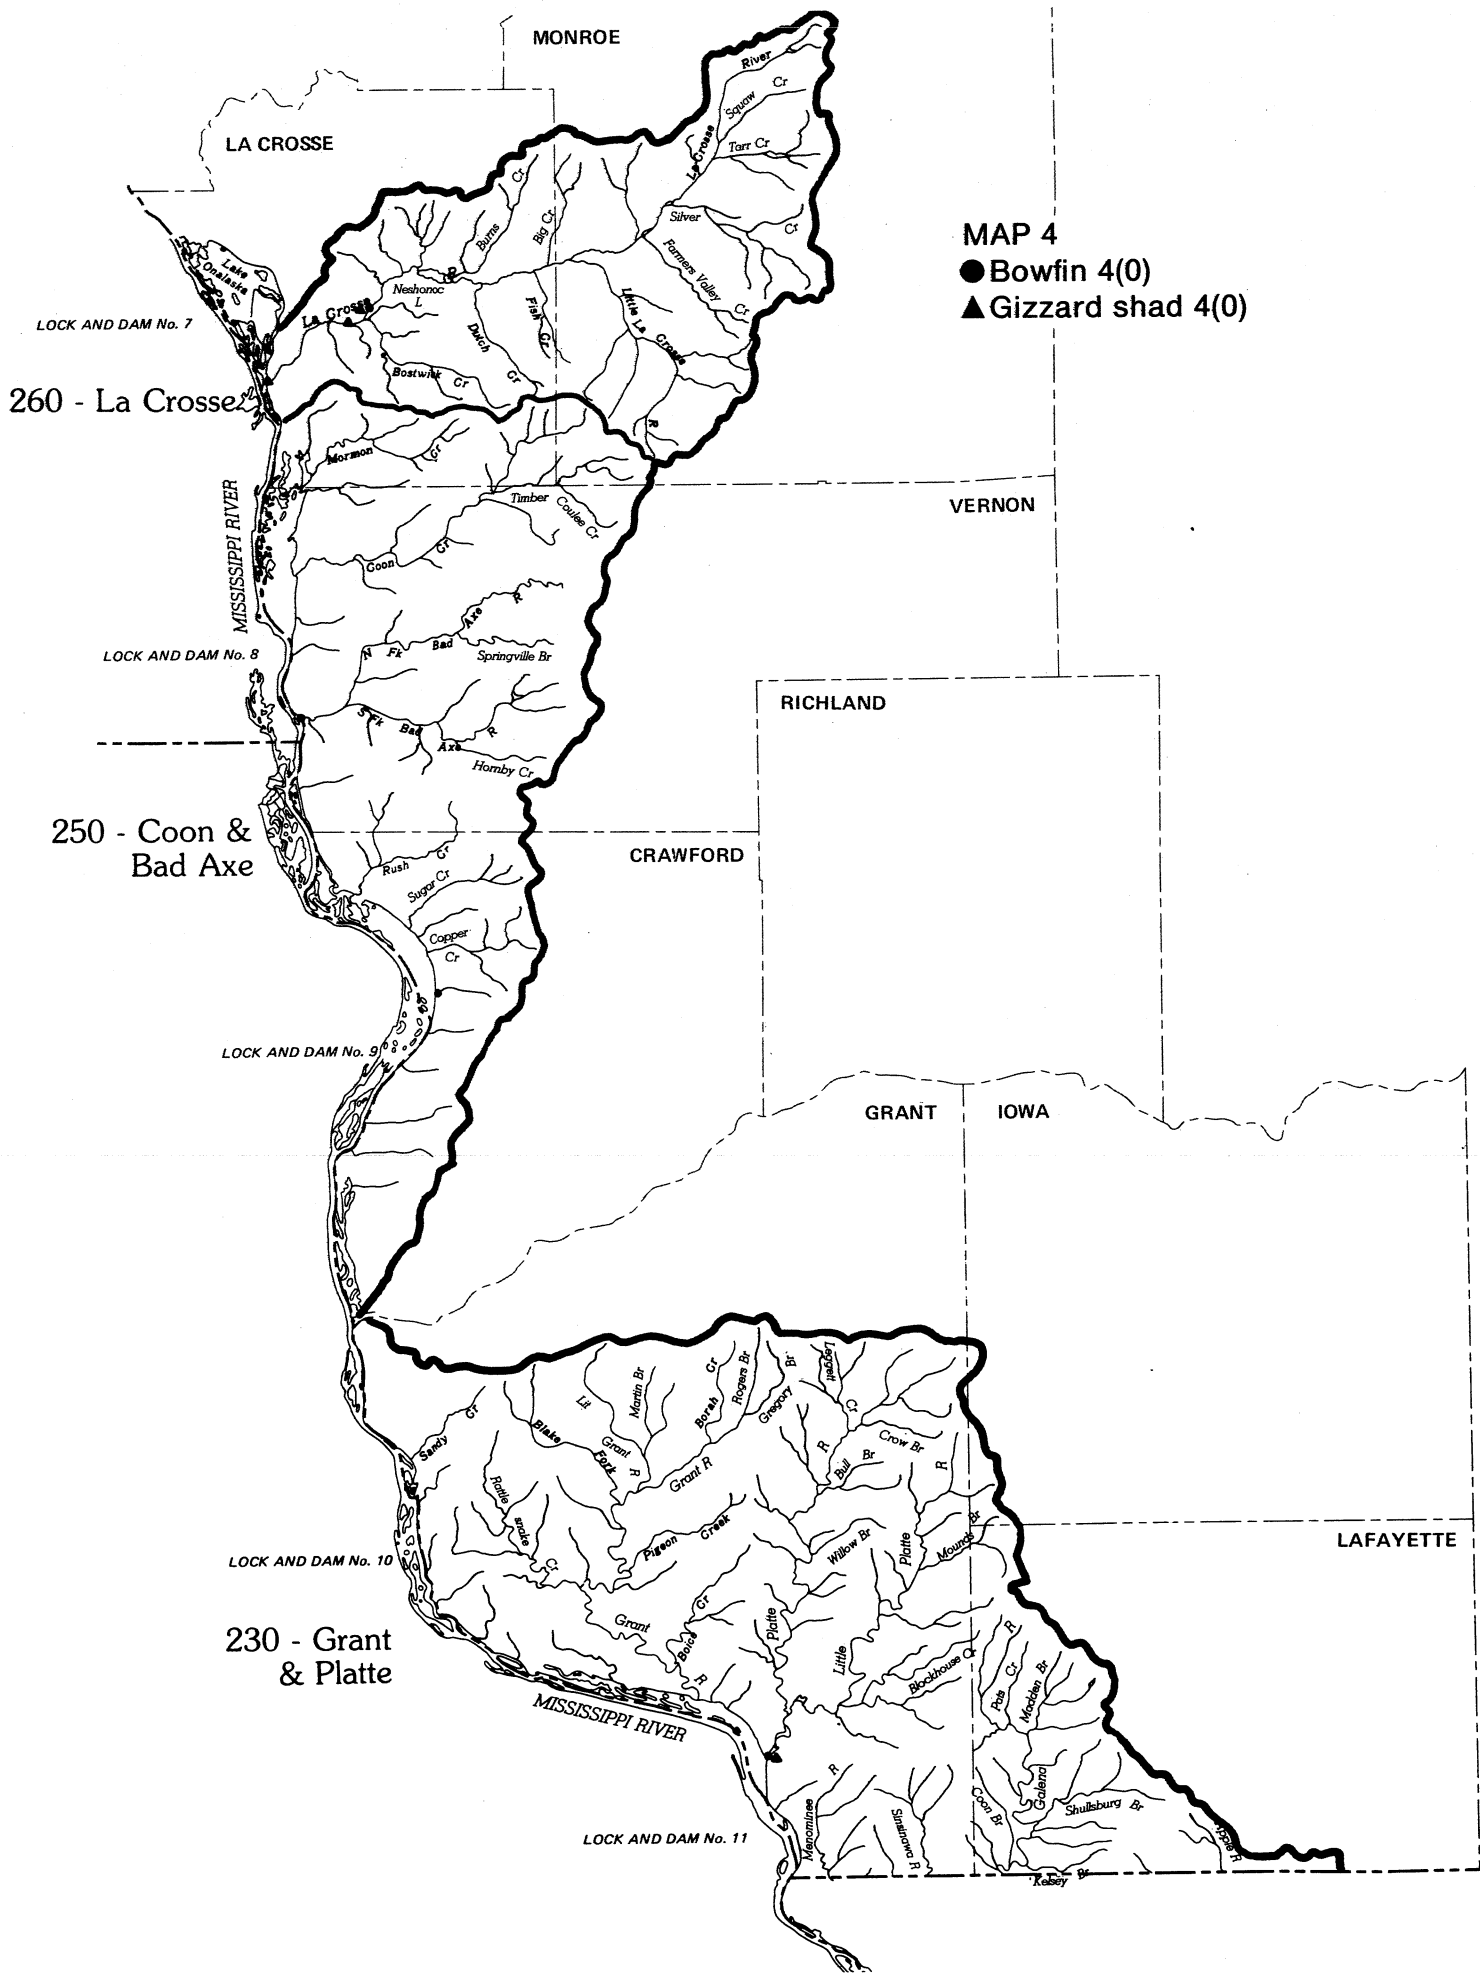 MONROE
LA CROSSE
River
Squaw Cr
La Crosse
Tarr Cr
Silver Cr
Farmers Valley Cr
Burns Cr
Big Cr
R
Neshonoc
L
La Crosse
Dutch Cr
Fish Cr
Little La Crosse
R
Bostwick Cr
Lake
Onalaska
MAP 4
Bowfin 4(0)
Gizzard shad 4(0)
LOCK AND DAM No. 7
260 - La Crosse
Mormon Cr
MISSISSIPPI RIVER
Timber Coulee Cr
VERNON
Coon Cr
N Fk Bad Axe R
Springville Br
LOCK AND DAM No. 8
S Fk Bad Axe R
Hornby Cr
RICHLAND
250 - Coon &
Bad Axe
CRAWFORD
Rush Cr
Sugar Cr
Copper
Cr
LOCK AND DAM No. 9
GRANT
IOWA
Sandy Cr
Blake Fork
Lit Grant R
Martin Br
Borah Cr
Rogers Br
Gregory Br
Leggett Cr
Crow Br
Bull Br
R
R
Grant R
Rattle snake Cr
Pigeon Creek
Willow Br
Platte
Mounds Br
LAFAYETTE
LOCK AND DAM No. 10
230 - Grant
& Platte
Grant
R
Boice Cr
Platte
Little
Blockhouse Cr
Pats Cr
R
Madden Br
MISSISSIPPI RIVER
Menominee R
Sinsinawa R
Coon Br
Galena
Shullsburg Br
Apple R
Kelsey Br
LOCK AND DAM No. 11